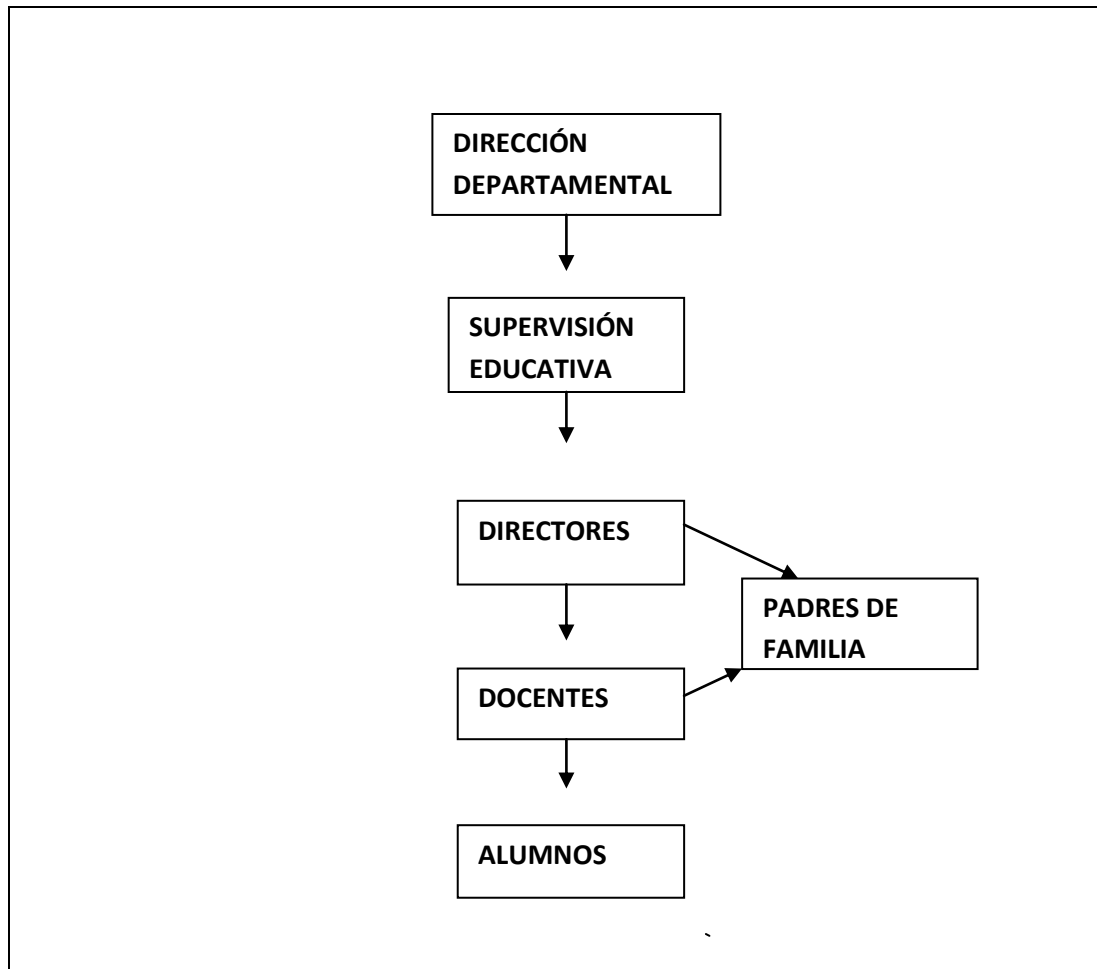 DIRECCIÓN
DEPARTAMENTAL
SUPERVISIÓN
EDUCATIVA
DIRECTORES
PADRES DE
FAMILIA
DOCENTES
ALUMNOS